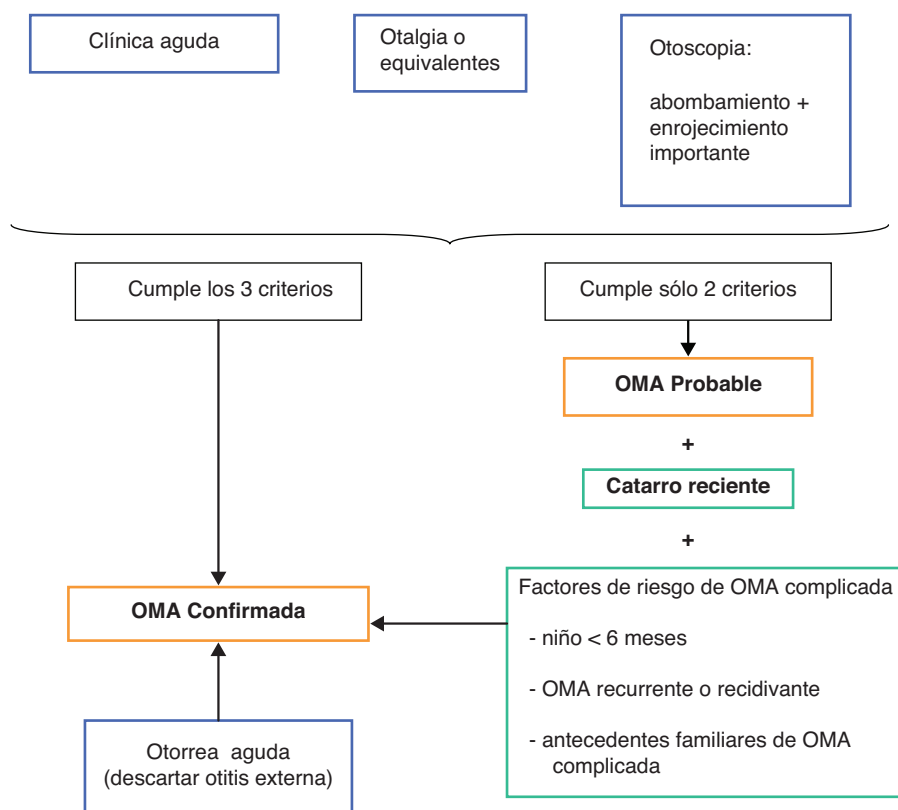 Clínica aguda
Otalgia o
equivalentes
Otoscopia:
abombamiento +
enrojecimiento
importante
Cumple los 3 criterios
Cumple sólo 2 criterios
OMA Probable
+
Catarro reciente
+
Factores de riesgo de OMA complicada
- niño < 6 meses
- OMA recurrente o recidivante
- antecedentes familiares de OMA
complicada
OMA Confirmada
Otorrea aguda
(descartar otitis externa)